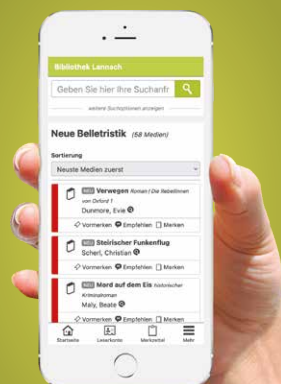 Bibliothek Lannach
Geben Sie hier Ihre Suchanfr
weitere Suchoptionen anzeigen
Neue Belletristik (58 Medien)
Sortierung
Neuste Medien zuerst
NEU Verwegen Roman / Die Rebellinnen
von Oxford 1
Dunmore, Evie
Vormerken Empfehlen Merken
NEU Steirischer Funkenflug
Scherl, Christian
Vormerken Empfehlen Merken
NEU Mord auf dem Eis historischer
Kriminalroman
Maly, Beate
Vormerken Empfehlen Merken
Startseite Leserkonto Merkzettel Mehr